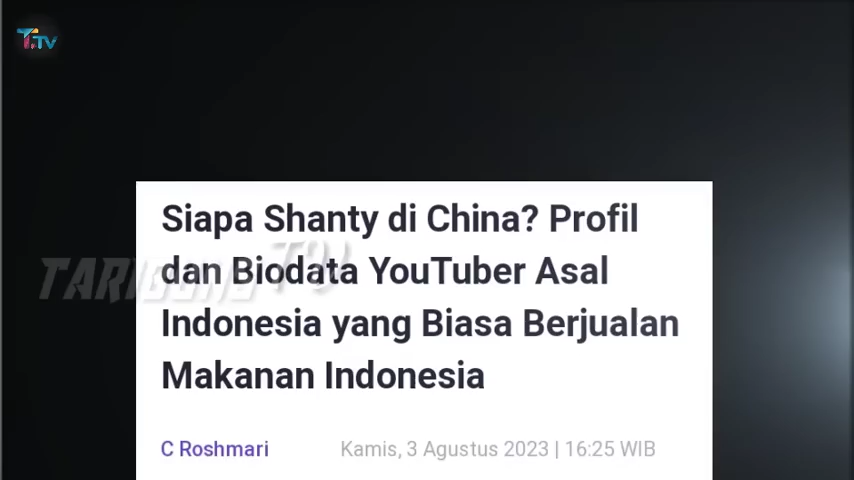 TTV
Siapa Shanty di China? Profil
dan Biodata YouTuber Asal
Indonesia yang Biasa Berjualan
Makanan Indonesia
C Roshmari
Kamis, 3 Agustus 2023 | 16:25 WIB